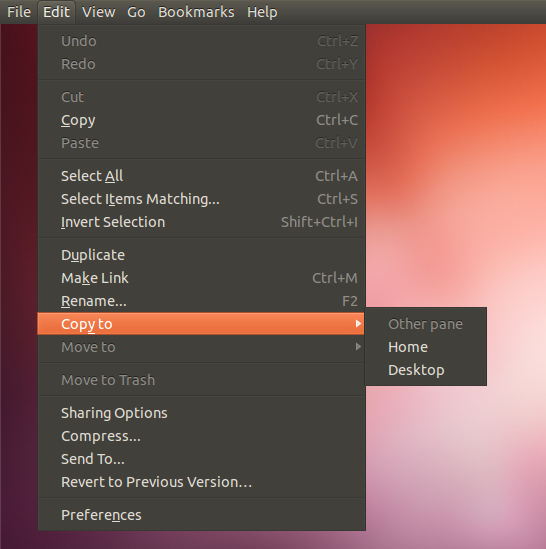 File Edit View Go Bookmarks Help
Undo Ctrl+Z
Redo Ctrl+Y
Cut Ctrl+X
Copy Ctrl+C
Paste Ctrl+V
Select All Ctrl+A
Select Items Matching... Ctrl+S
Invert Selection Shift+Ctrl+I
Duplicate
Make Link Ctrl+M
Rename... F2
Copy to Other pane
Move to Home
Desktop
Move to Trash
Sharing Options
Compress...
Send To...
Revert to Previous Version...
Preferences